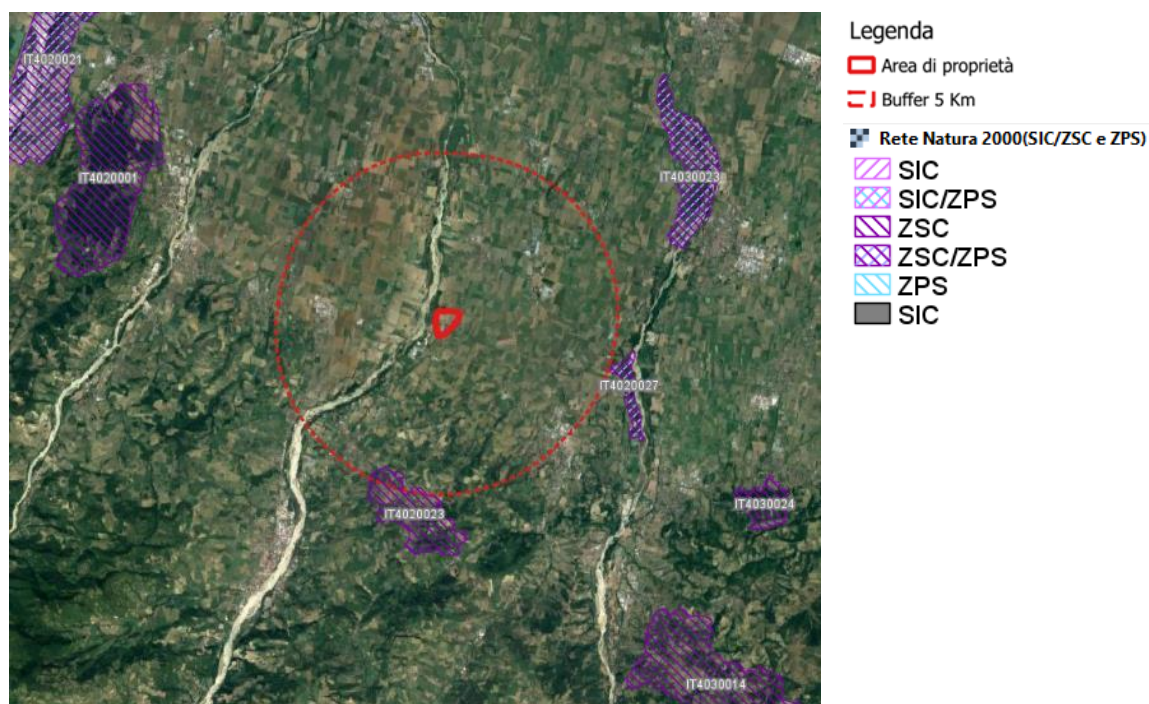 IT4020021
IT4020001
IT4030023
IT4020027
IT4020023
IT4030024
IT4030014
Legenda
Area di proprietà
Buffer 5 Km
Rete Natura 2000(SIC/ZSC e ZPS)
SIC
SIC/ZPS
ZSC
ZSC/ZPS
ZPS
SIC